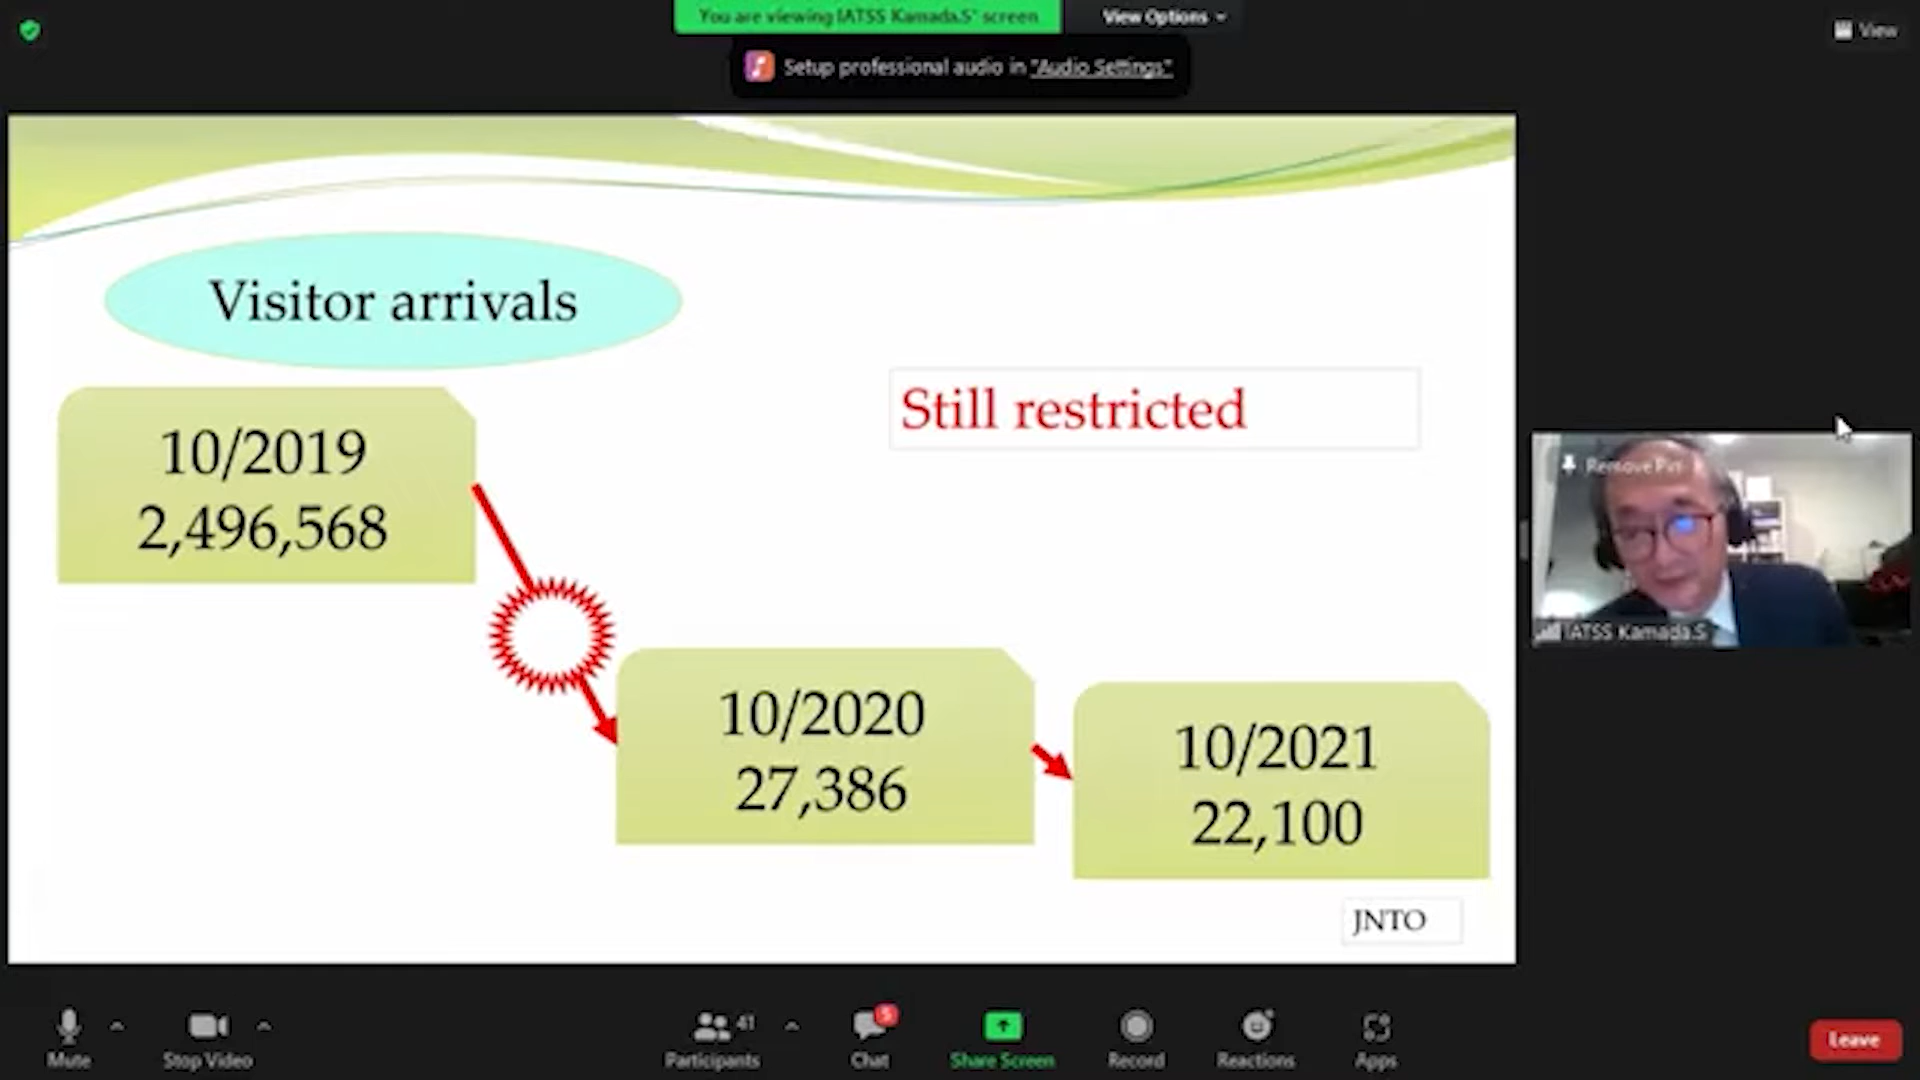 You are viewing IATSS Kamada.S' screen
View Options
View
Setup professional audio in "Audio Settings"
Visitor arrivals
Still restricted
10/2019
2,496,568
10/2020
27,386
10/2021
22,100
JNTO
Remove Pin
IATSS Kamada.S
Mute
Stop Video
41
Participants
5
Chat
Share Screen
Record
Reactions
Apps
Leave